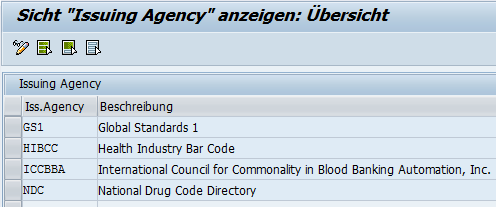 Sicht "Issuing Agency" anzeigen: Übersicht
Issuing Agency
Iss.Agency Beschreibung
GS1 Global Standards 1
HIBCC Health Industry Bar Code
ICCBBA International Council for Commonality in Blood Banking Automation, Inc.
NDC National Drug Code Directory